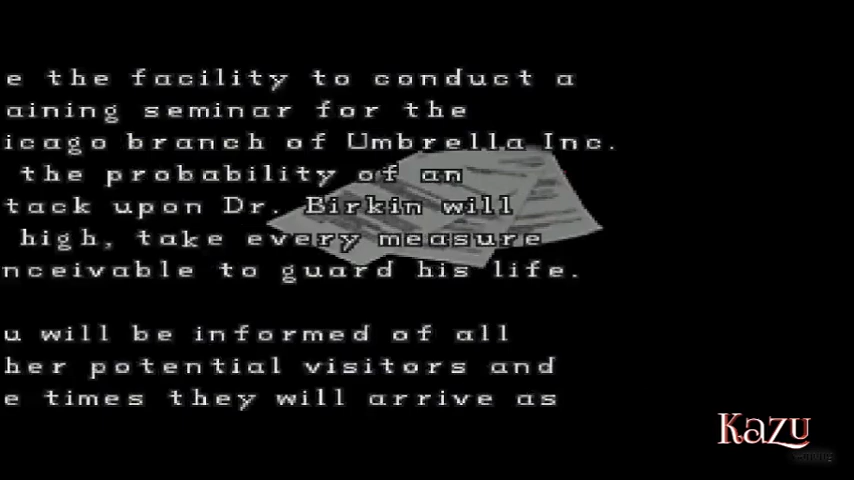 e the facility to conduct a
aining seminar for the
icago branch of Umbrella Inc.
the probability of an
tack upon Dr. Birkin will
high, take every measure
nceivable to guard his life.
u will be informed of all
her potential visitors and
e times they will arrive as
Kazu